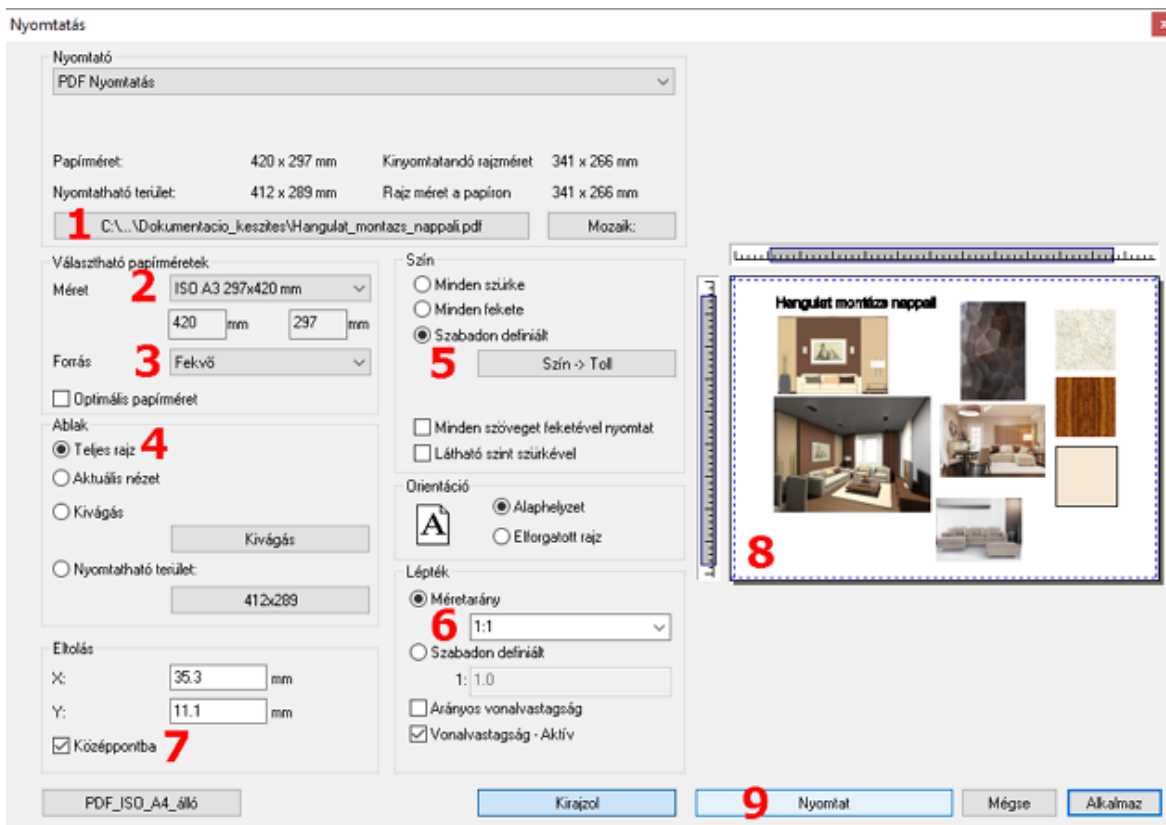 Nyomtatás
Nyomtató
PDF Nyomtatás
Papírméret: 420 x 297 mm Kinyomtatandó rajzméret 341 x 266 mm
Nyomtatható terület: 412 x 289 mm Rajz méret a papíron 341 x 266 mm
1 C:\...\Dokumentacio_keszites\Hangulat_montazs_nappali.pdf Mozaik:
Választható papírméretek
Méret 2 ISO A3 297x420 mm
420 mm 297 mm
Forrás 3 Fekvő
Optimális papírméret
Ablak
Teljes rajz 4
Aktuális nézet
Kivágás
Kivágás
Nyomtatható terület:
412x289
Eltolás
X: 35.3 mm
Y: 11.1 mm
Középpontba 7
Szín
Minden szürke
Minden fekete
Szabadon definiált
5 Szín -> Toll
Minden szöveget feketével nyomtat
Látható szint szürkével
Orientáció
A
Alaphelyzet
Elforgatott rajz
Lépték
Méretarány
6 1:1
Szabadon definiált
1: 1.0
Arányos vonalvastagság
Vonalvastagság - Aktív
Hangulat montázs nappali
8
PDF_ISO_A4_álló Kirajzol 9 Nyomtat Mégse Alkalmaz